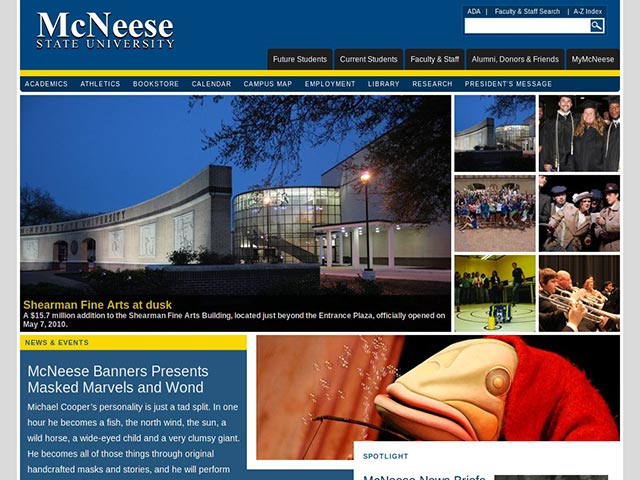 McNeese
STATE UNIVERSITY
ADA | Faculty & Staff Search | A-Z Index
Future Students Current Students Faculty & Staff Alumni, Donors & Friends MyMcNeese
ACADEMICS ATHLETICS BOOKSTORE CALENDAR CAMPUS MAP EMPLOYMENT LIBRARY RESEARCH PRESIDENT'S MESSAGE
Shearman Fine Arts at dusk
A $15.7 million addition to the Shearman Fine Arts Building, located just beyond the Entrance Plaza, officially opened on
May 7, 2010.
NEWS & EVENTS
McNeese Banners Presents
Masked Marvels and Wond
Michael Cooper's personality is just a tad split. In one
hour he becomes a fish, the north wind, the sun, a
wild horse, a wide-eyed child and a very clumsy giant.
He becomes all of those things through original
handcrafted masks and stories, and he will perform
SPOTLIGHT
McNeese News Briefs